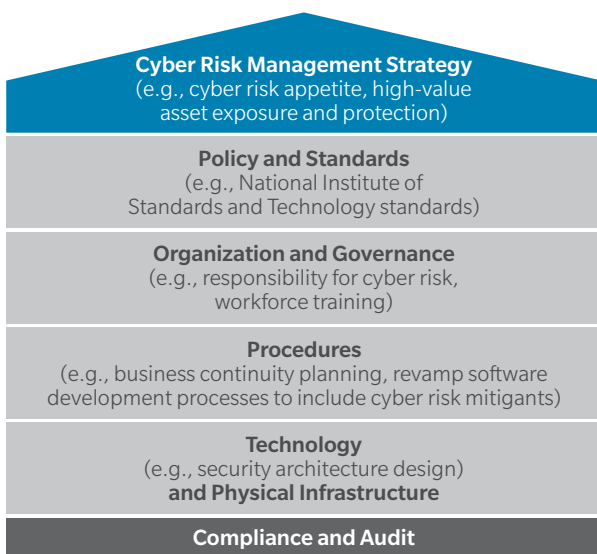 Cyber Risk Management Strategy
(e.g., cyber risk appetite, high-value
asset exposure and protection)
Policy and Standards
(e.g., National Institute of
Standards and Technology standards)
Organization and Governance
(e.g., responsibility for cyber risk,
workforce training)
Procedures
(e.g., business continuity planning, revamp software
development processes to include cyber risk mitigants)
Technology
(e.g., security architecture design)
and Physical Infrastructure
Compliance and Audit